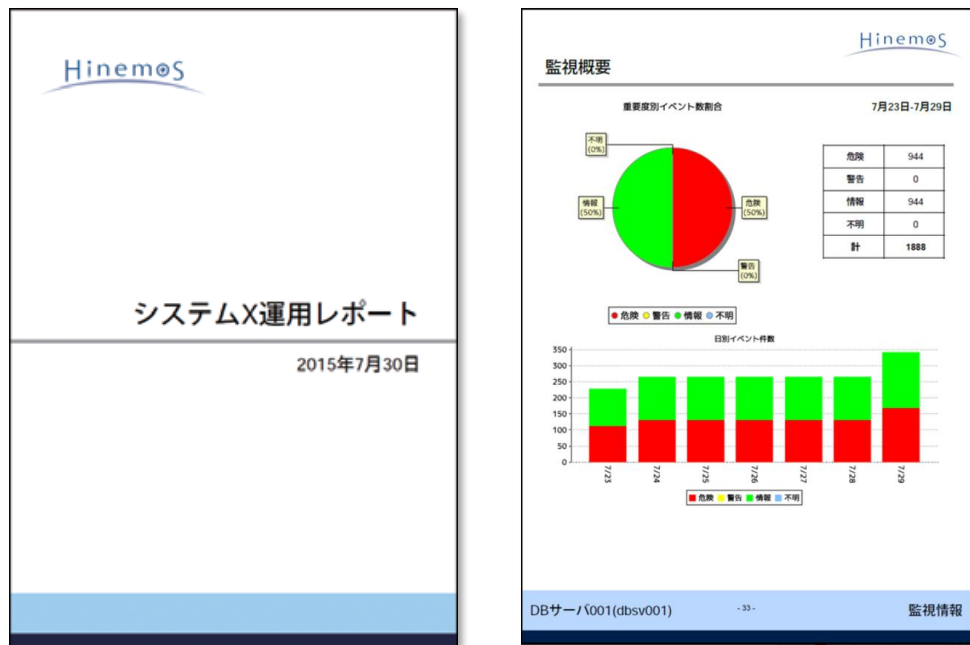 Hinemos
システムX運用レポート
2015年7月30日
Hinemos
監視概要
重要度別イベント数割合
7月23日-7月29日
不明
(0%)
情報
(50%)
危険
(50%)
警告
(0%)
危険 944
警告 0
情報 944
不明 0
計 1888
危険 警告 情報 不明
日別イベント件数
350
300
250
200
150
100
50
0
7/23 7/24 7/25 7/26 7/27 7/28 7/29
危険 警告 情報 不明
DBサーバ001(dbsv001) - 33 - 監視情報